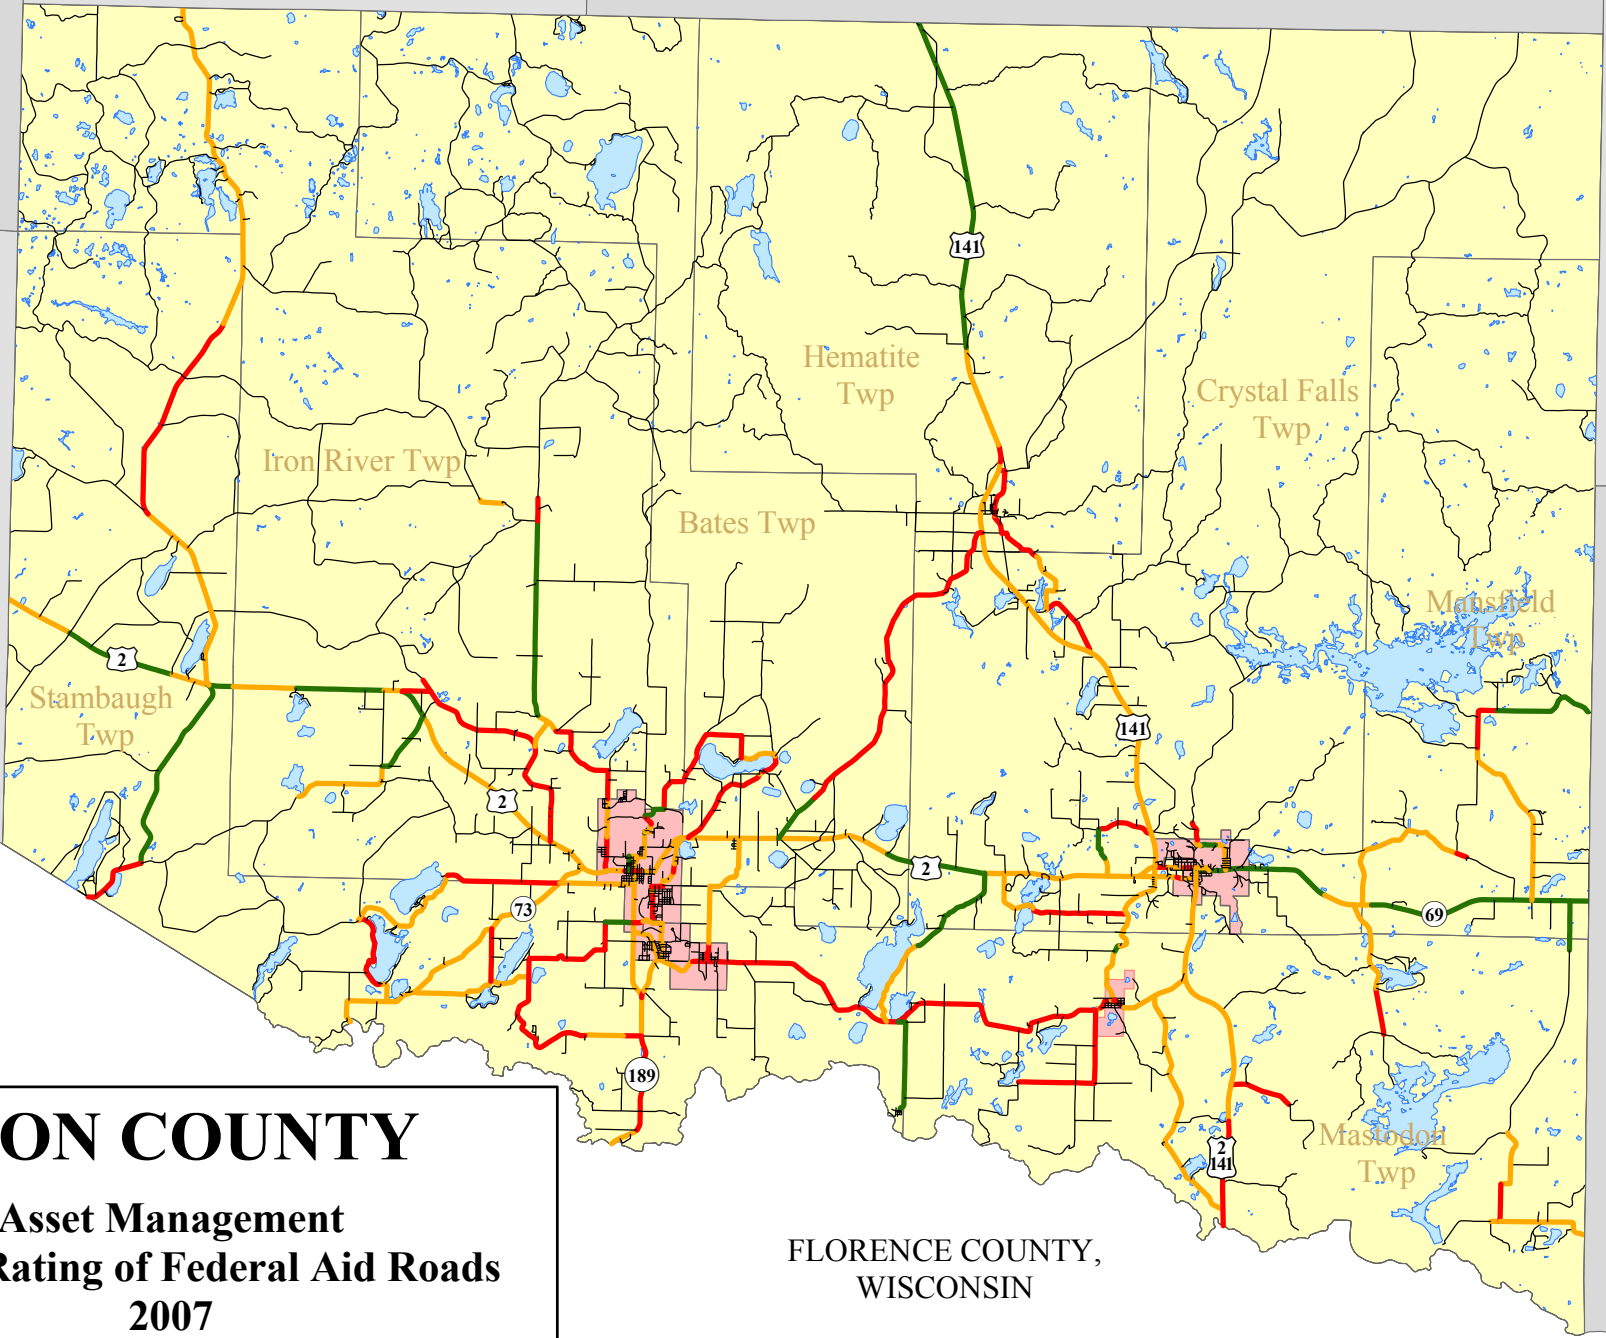 141
Hematite
Twp
Crystal Falls
Twp
Iron River Twp
Bates Twp
Mansfield
Twp
2
Stambaugh
Twp
141
2
2
73
69
189
2
141
Mastodon
Twp
ON COUNTY
Asset Management
Rating of Federal Aid Roads
2007
FLORENCE COUNTY,
WISCONSIN